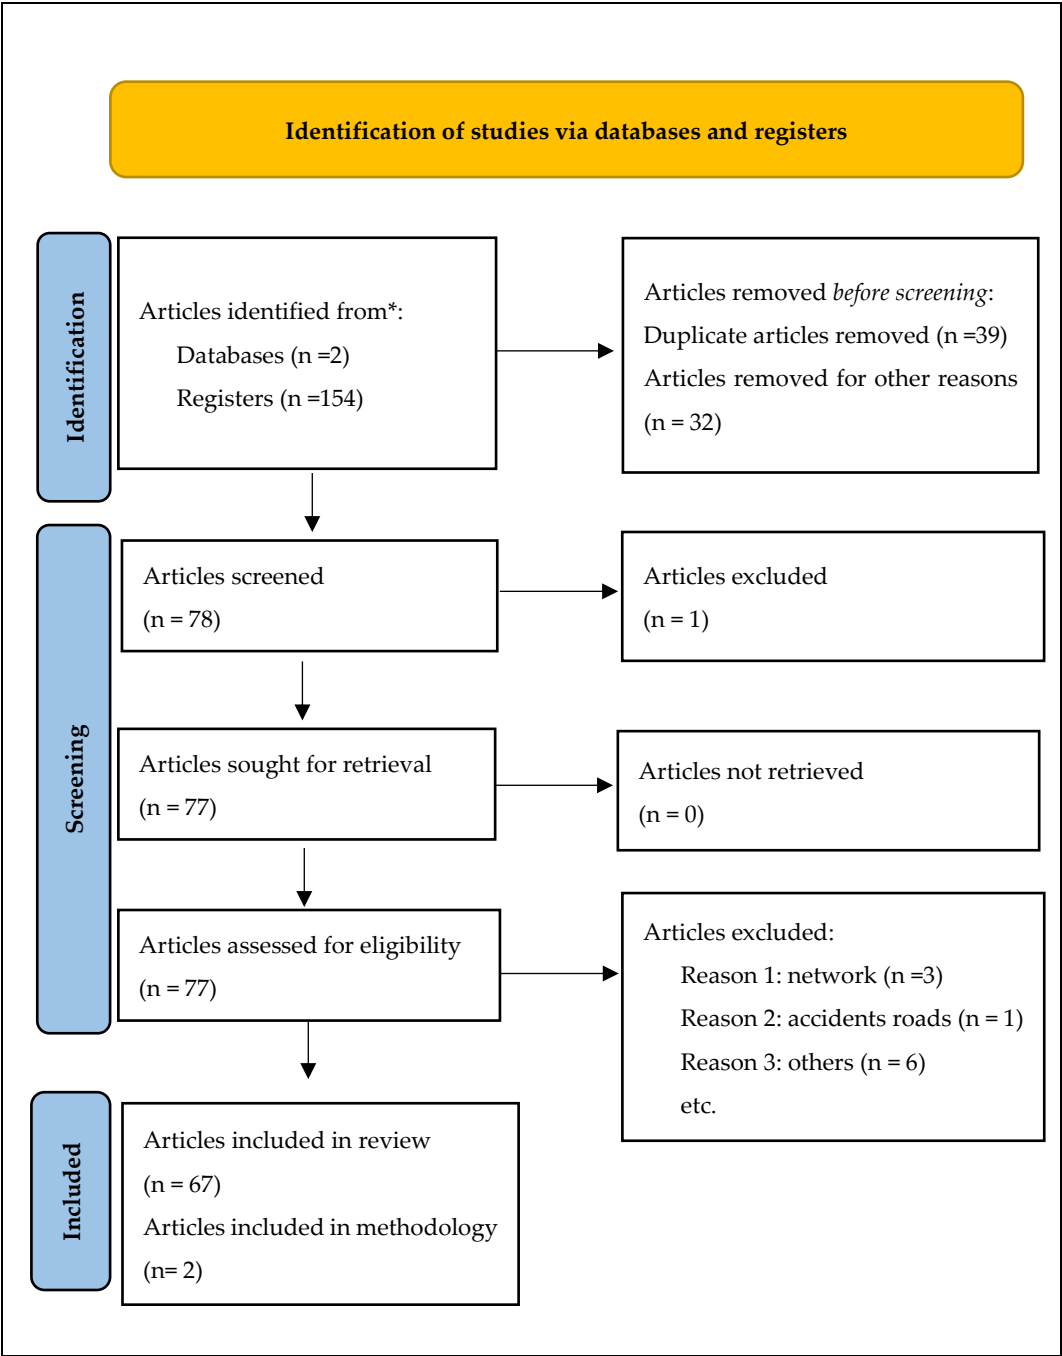 Identification of studies via databases and registers
Identification
Articles identified from*:
Databases (n =2)
Registers (n =154)
Articles removed before screening:
Duplicate articles removed (n =39)
Articles removed for other reasons
(n = 32)
Screening
Articles screened
(n = 78)
Articles excluded
(n = 1)
Articles sought for retrieval
(n = 77)
Articles not retrieved
(n = 0)
Articles assessed for eligibility
(n = 77)
Articles excluded:
Reason 1: network (n =3)
Reason 2: accidents roads (n = 1)
Reason 3: others (n = 6)
etc.
Included
Articles included in review
(n = 67)
Articles included in methodology
(n= 2)